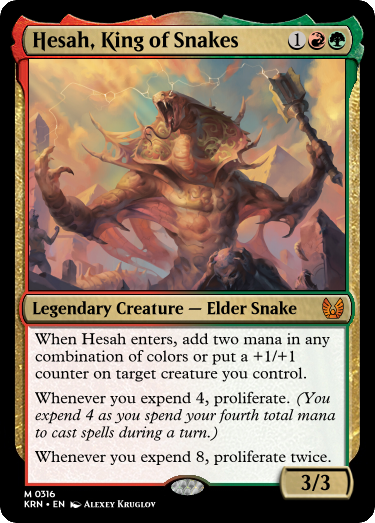 Hesah, King of Snakes 1
Legendary Creature — Elder Snake
When Hesah enters, add two mana in any
combination of colors or put a +1/+1
counter on target creature you control.
Whenever you expend 4, proliferate. (You
expend 4 as you spend your fourth total mana
to cast spells during a turn.)
Whenever you expend 8, proliferate twice.
3/3
M 0316
KRN • EN Alexey Kruglov